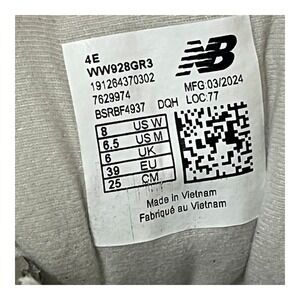 4E
WW928GR3
191264370302
7629974
BSRBF4937 DQH
NB
MFG 03/2024
LOC:77
8 US W
6.5 US M
6 UK
39 EU
25 CM
Made in Vietnam
Fabriqué au Vietnam